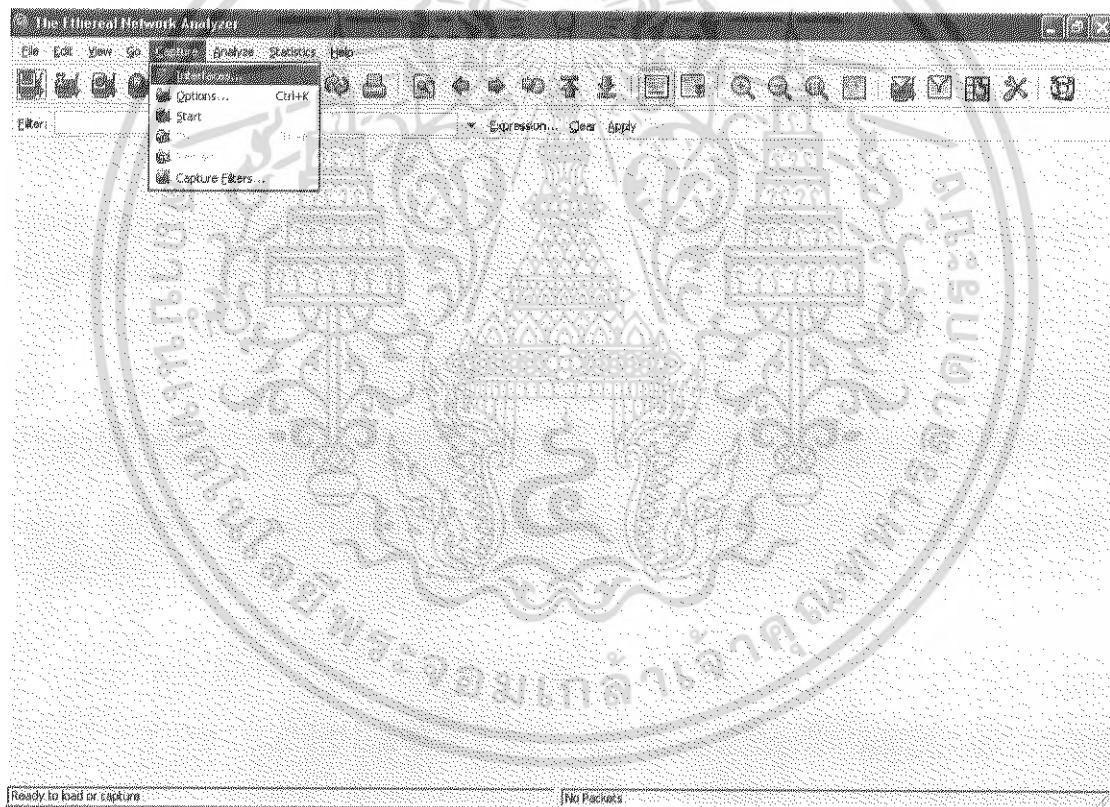 The Ethereal Network Analyzer
File Edit View Go Capture Analyze Statistics Help
Interfaces...
Options... Ctrl+K
Start
Capture Filters...
Filter: Expression... Clear Apply
Ready to load or capture No Packets